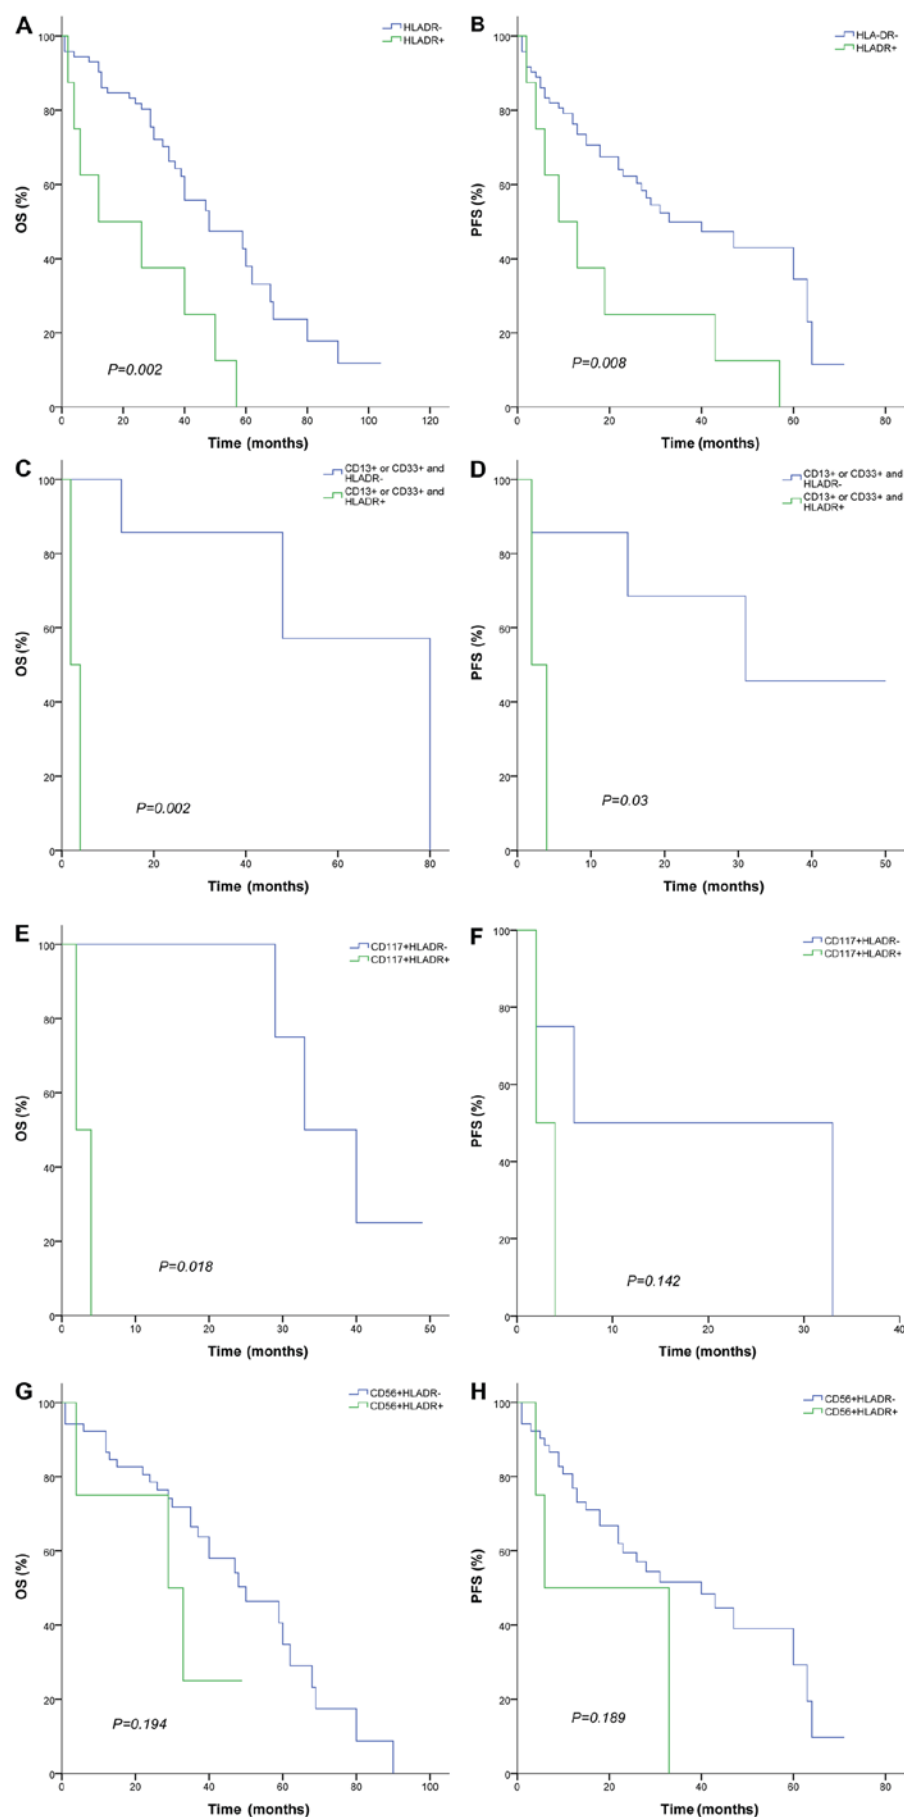 A
HLADR-
HLADR+
100
80
60
40
20
0
OS (%)
P=0.002
0 20 40 60 80 100 120
Time (months)
B
HLA-DR-
HLADR+
100
80
60
40
20
0
PFS (%)
P=0.008
0 20 40 60 80
Time (months)
C
CD13+ or CD33+ and
HLADR-
CD13+ or CD33+ and
HLADR+
100
80
60
40
20
0
OS (%)
P=0.002
0 20 40 60 80
Time (months)
D
CD13+ or CD33+ and
HLADR-
CD13+ or CD33+ and
HLADR+
100
80
60
40
20
0
PFS (%)
P=0.03
0 10 20 30 40 50
Time (months)
E
CD117+HLADR-
CD117+HLADR+
100
80
60
40
20
0
OS (%)
P=0.018
0 10 20 30 40 50
Time (months)
F
CD117+HLADR-
CD117+HLADR+
100
80
60
40
20
0
PFS (%)
P=0.142
0 10 20 30 40
Time (months)
G
CD56+HLADR-
CD56+HLADR+
100
80
60
40
20
0
OS (%)
P=0.194
0 20 40 60 80 100
Time (months)
H
CD56+HLADR-
CD56+HLADR+
100
80
60
40
20
0
PFS (%)
P=0.189
0 20 40 60 80
Time (months)